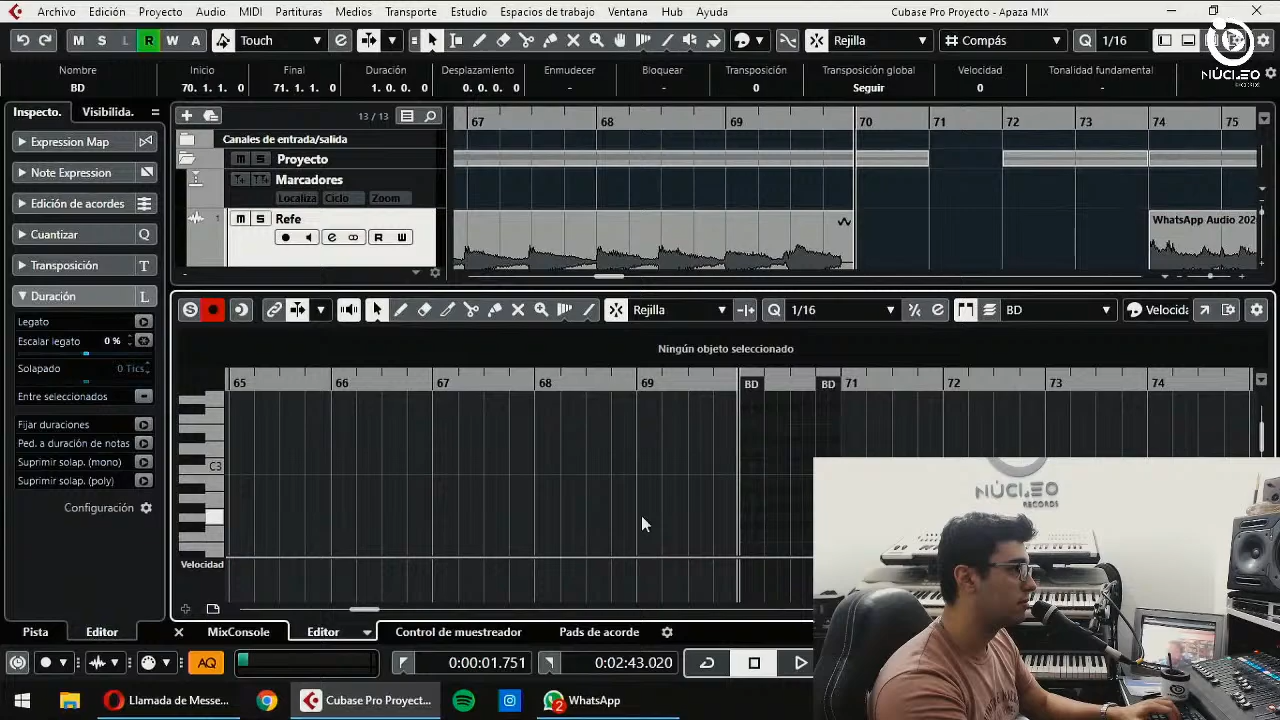 Archivo Edición Proyecto Audio MIDI Partituras Medios Transporte Estudio Espacios de trabajo Ventana Hub Ayuda Cubase Pro Proyecto - Apaza MIX
M S L R W A Touch Rejilla Compás Q 1/16
NÚCLEO
Nombre Inicio Final Duración Desplazamiento Enmudecer Bloquear Transposición Transposición global Velocidad Tonalidad fundamental
BD 70. 1. 1. 0 71. 1. 1. 0 1. 0. 0. 0 0. 0. 0. 0 - - 0 Seguir 0 -
Inspecto. Visibilida. 13 / 13 67 68 69 70 71 72 73 74 75
Expression Map
Note Expression
Edición de acordes
Cuantizar Q
Transposición T
Duración L
Legato
Escalar legato 0 %
Solapado 0 Tics
Entre seleccionados
Fijar duraciones
Ped. a duración de notas
Suprimir solap. (mono)
Suprimir solap. (poly)
Configuración
Canales de entrada/salida
M S Proyecto
Marcadores
Localiza Ciclo Zoom
1 M S Refe
R W
WhatsApp Audio 202
Rejilla Q 1/16 BD Velocida
Ningún objeto seleccionado
65 66 67 68 69 BD BD 71 72 73 74
C3
Velocidad
NÚCLEO
RECORDS
Pista Editor MixConsole Editor Control de muestreador Pads de acorde
AQ 0:00:01.751 0:02:43.020
Llamada de Messe... Cubase Pro Proyect... 2 WhatsApp